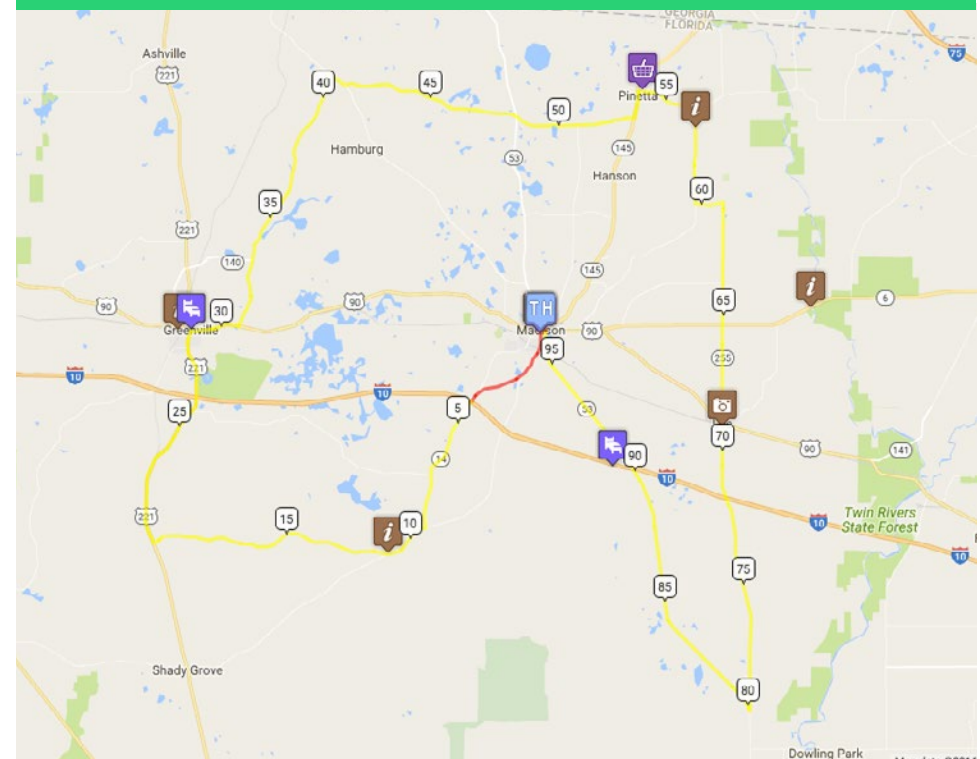 GEORGIA
FLORIDA
Ashville
221
75
40
45
55
Pinetta
i
50
Hamburg
53
145
Hanson
60
35
221
140
145
i
90
90
30
65
6
TH
Greenville
Madison
90
95
221
255
10
10
5
25
53
70
14
90
90
141
10
221
15
i
10
10
Twin Rivers
State Forest
10
75
85
Shady Grove
80
Dowling Park